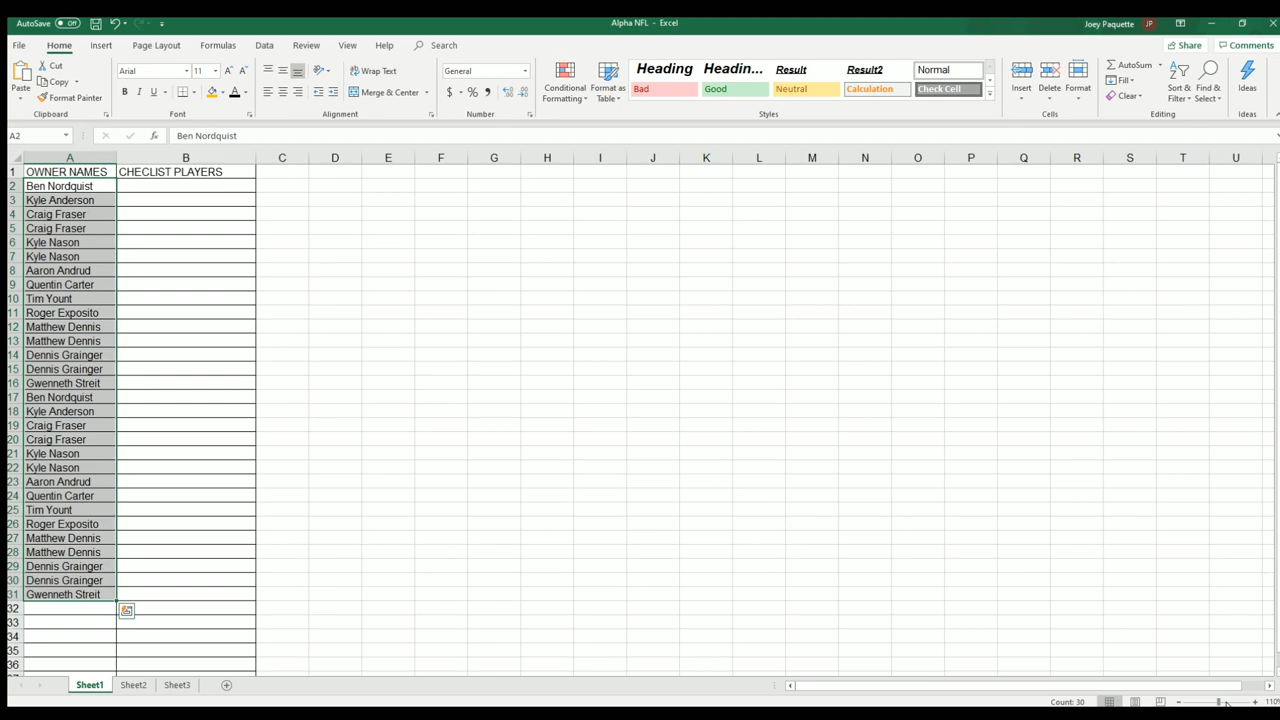 AutoSave Off Alpha NFL - Excel Joey Paquette JP
File Home Insert Page Layout Formulas Data Review View Help Search Share Comments
Paste Cut Copy Format Painter Clipboard
Arial 11 B I U Font
Wrap Text Merge & Center Alignment
General $ % Number
Conditional Formatting Format as Table
Heading Headin... Result Result2 Normal
Bad Good Neutral Calculation Check Cell
Styles
Insert Delete Format Cells
AutoSum Fill Clear Sort & Filter Find & Select Editing
Ideas Ideas
A2 fx Ben Nordquist
A B C D E F G H I J K L M N O P Q R S T U
1 OWNER NAMES CHECLIST PLAYERS
2 Ben Nordquist
3 Kyle Anderson
4 Craig Fraser
5 Craig Fraser
6 Kyle Nason
7 Kyle Nason
8 Aaron Andrud
9 Quentin Carter
10 Tim Yount
11 Roger Exposito
12 Matthew Dennis
13 Matthew Dennis
14 Dennis Grainger
15 Dennis Grainger
16 Gwenneth Streit
17 Ben Nordquist
18 Kyle Anderson
19 Craig Fraser
20 Craig Fraser
21 Kyle Nason
22 Kyle Nason
23 Aaron Andrud
24 Quentin Carter
25 Tim Yount
26 Roger Exposito
27 Matthew Dennis
28 Matthew Dennis
29 Dennis Grainger
30 Dennis Grainger
31 Gwenneth Streit
32
33
34
35
36
Sheet1 Sheet2 Sheet3
Count: 30 110%